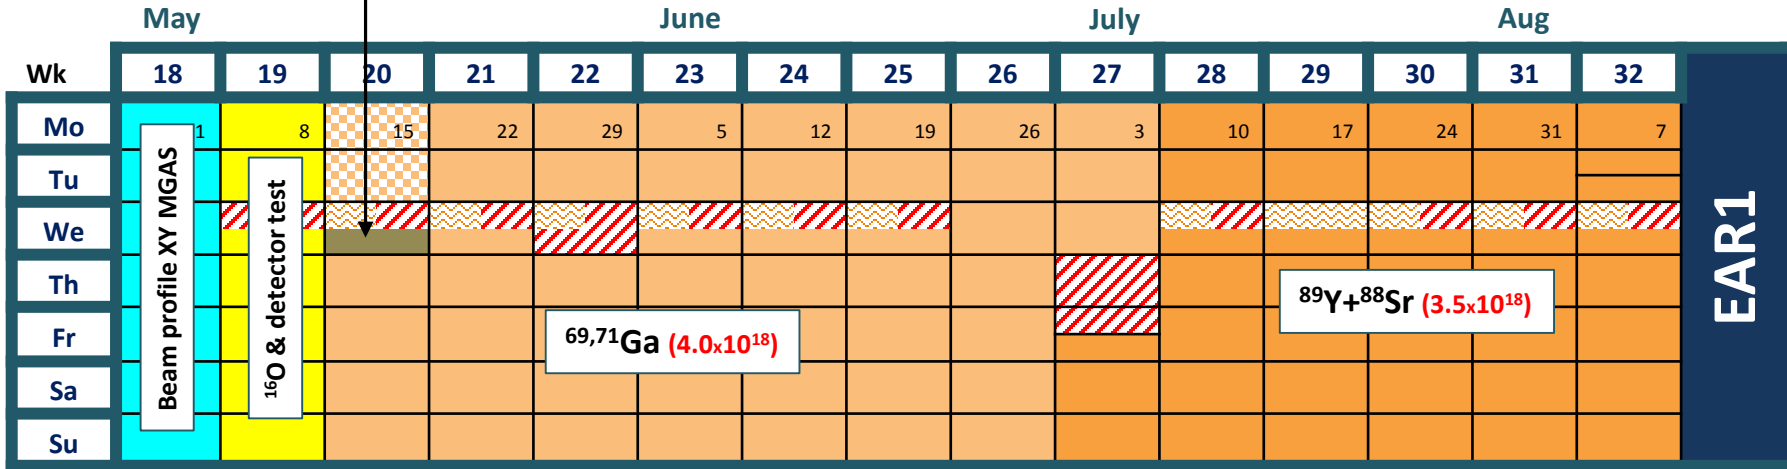 May June July Aug
Wk 18 19 20 21 22 23 24 25 26 27 28 29 30 31 32
Mo 1 8 15 22 29 5 12 19 26 3 10 17 24 31 7
Tu
We
Th
Fr
Sa
Su
Beam profile XY MGAS
¹⁶O & detector test
⁶⁹,⁷¹Ga (4.0x10¹⁸)
⁸⁹Y+⁸⁸Sr (3.5x10¹⁸)
EAR1